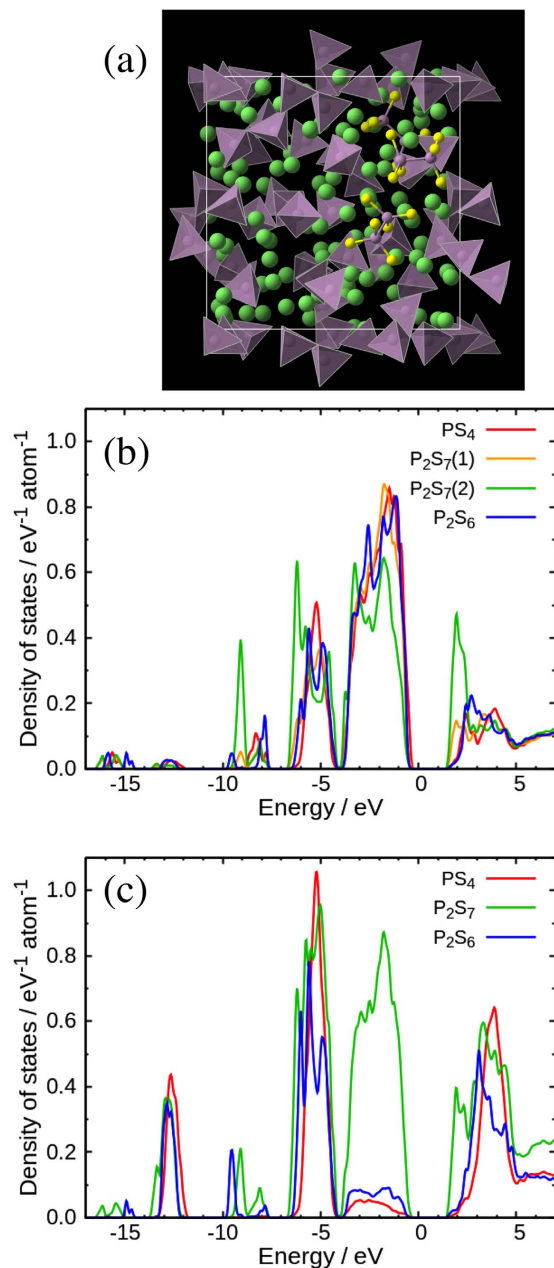 (a)
(b)
Density of states / eV⁻¹ atom⁻¹
1.0
0.8
0.6
0.4
0.2
0.0
PS₄
P₂S₇(1)
P₂S₇(2)
P₂S₆
-15 -10 -5 0 5
Energy / eV
(c)
Density of states / eV⁻¹ atom⁻¹
1.0
0.8
0.6
0.4
0.2
0.0
PS₄
P₂S₇
P₂S₆
-15 -10 -5 0 5
Energy / eV